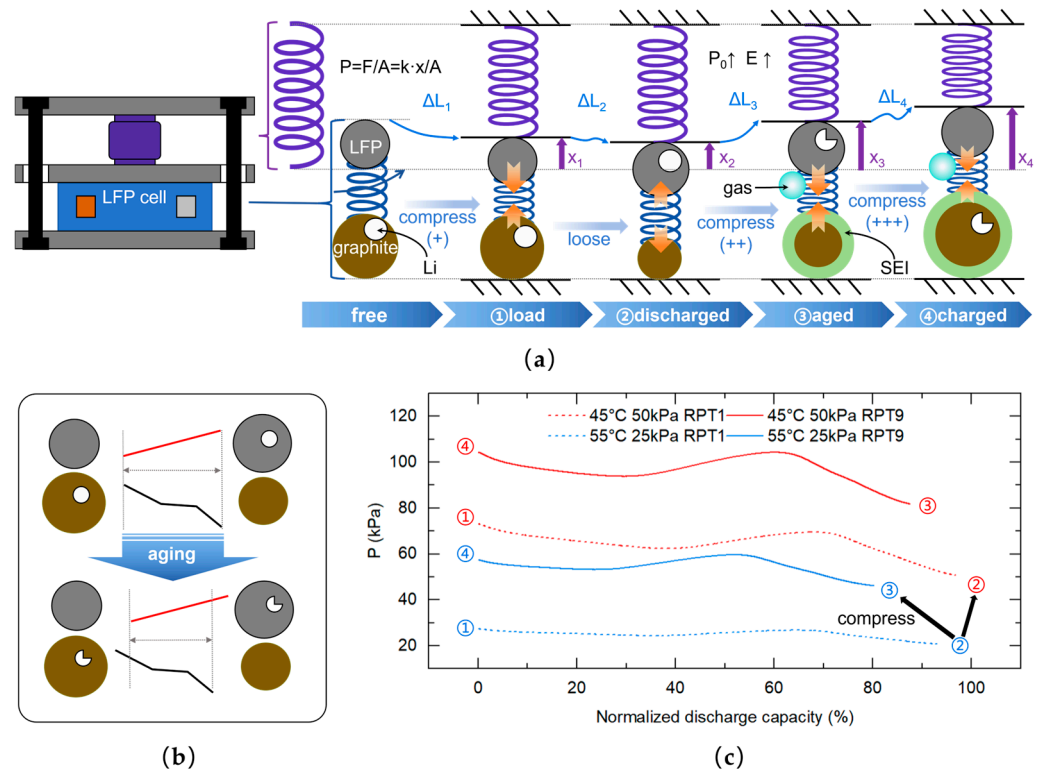 P=F/A=k·x/A
P₀↑ E↑
ΔL₁
ΔL₂
ΔL₃
ΔL₄
LFP
x₁
x₂
x₃
x₄
gas
LFP cell
compress
(+)
loose
compress
(++)
compress
(+++)
graphite
Li
SEI
free
①load
②discharged
③aged
④charged
(a)
aging
(b)
45°C 50kPa RPT1
45°C 50kPa RPT9
55°C 25kPa RPT1
55°C 25kPa RPT9
P (kPa)
120
100
80
60
40
20
④
①
④
①
③
②
③
②
compress
0
20
40
60
80
100
Normalized discharge capacity (%)
(c)